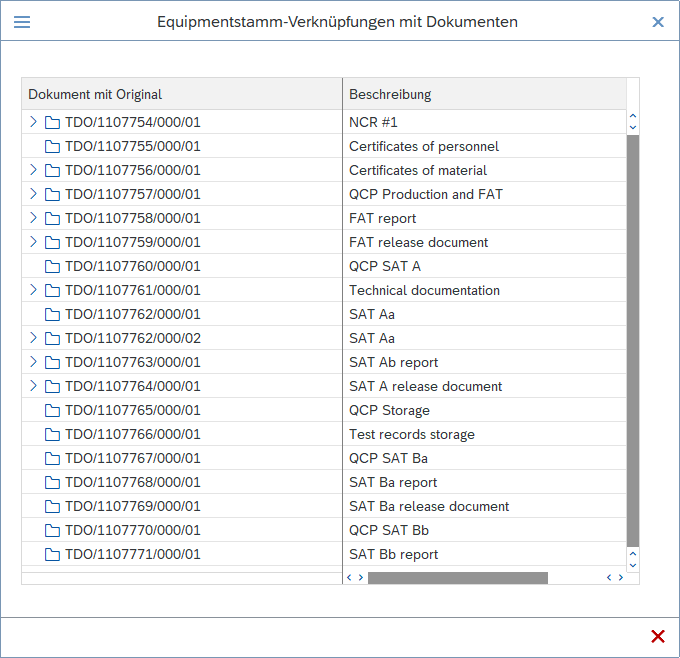 Equipmentstamm-Verknüpfungen mit Dokumenten
Dokument mit Original Beschreibung
TDO/1107754/000/01 NCR #1
TDO/1107755/000/01 Certificates of personnel
TDO/1107756/000/01 Certificates of material
TDO/1107757/000/01 QCP Production and FAT
TDO/1107758/000/01 FAT report
TDO/1107759/000/01 FAT release document
TDO/1107760/000/01 QCP SAT A
TDO/1107761/000/01 Technical documentation
TDO/1107762/000/01 SAT Aa
TDO/1107762/000/02 SAT Aa
TDO/1107763/000/01 SAT Ab report
TDO/1107764/000/01 SAT A release document
TDO/1107765/000/01 QCP Storage
TDO/1107766/000/01 Test records storage
TDO/1107767/000/01 QCP SAT Ba
TDO/1107768/000/01 SAT Ba report
TDO/1107769/000/01 SAT Ba release document
TDO/1107770/000/01 QCP SAT Bb
TDO/1107771/000/01 SAT Bb report